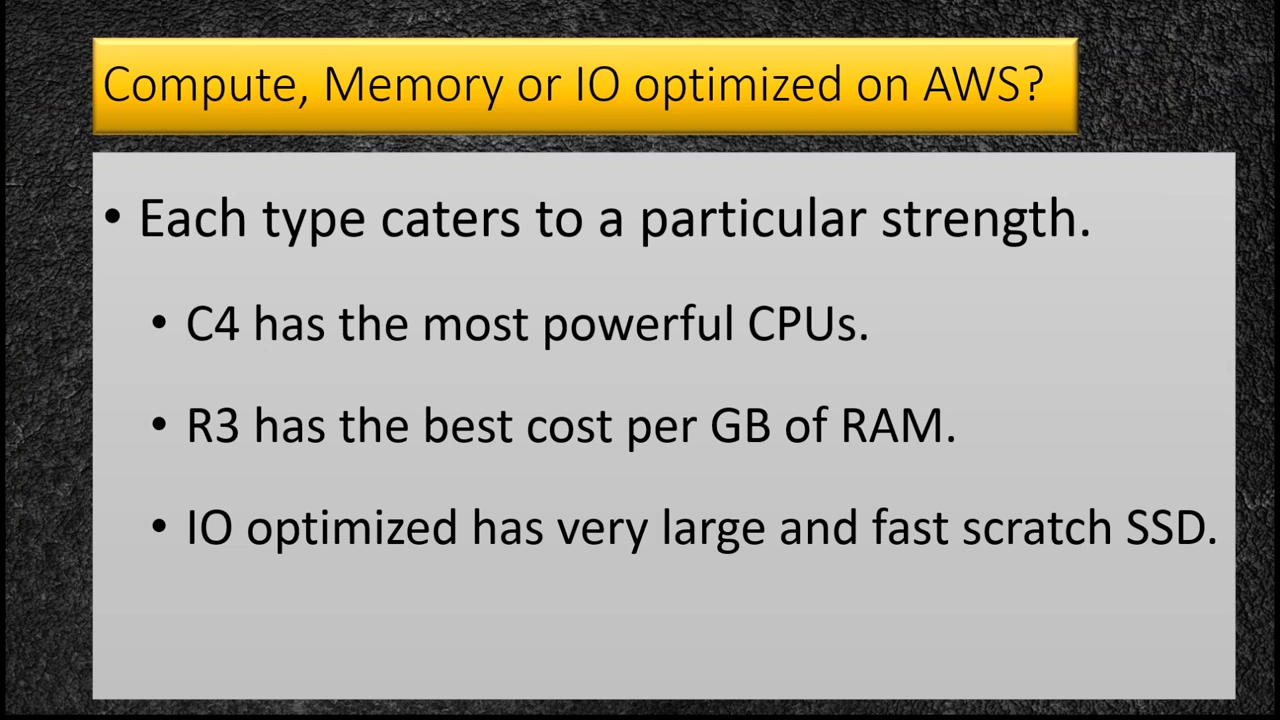 Compute, Memory or IO optimized on AWS?
• Each type caters to a particular strength.
• C4 has the most powerful CPUs.
• R3 has the best cost per GB of RAM.
• IO optimized has very large and fast scratch SSD.